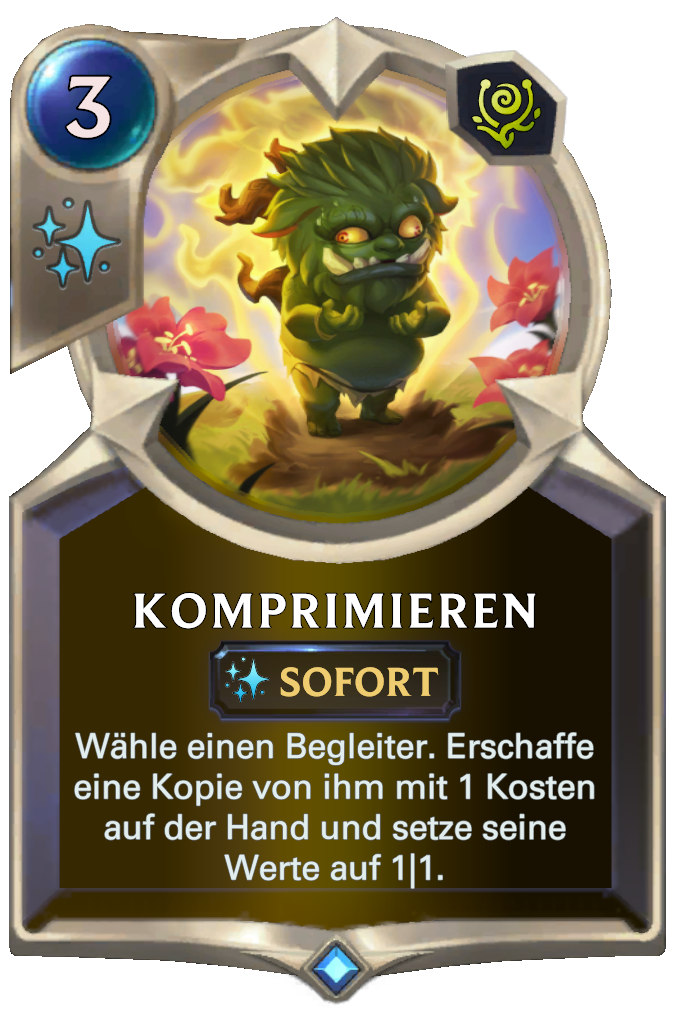 3
KOMPRIMIEREN
SOFORT
Wähle einen Begleiter. Erschaffe
eine Kopie von ihm mit 1 Kosten
auf der Hand und setze seine
Werte auf 1|1.